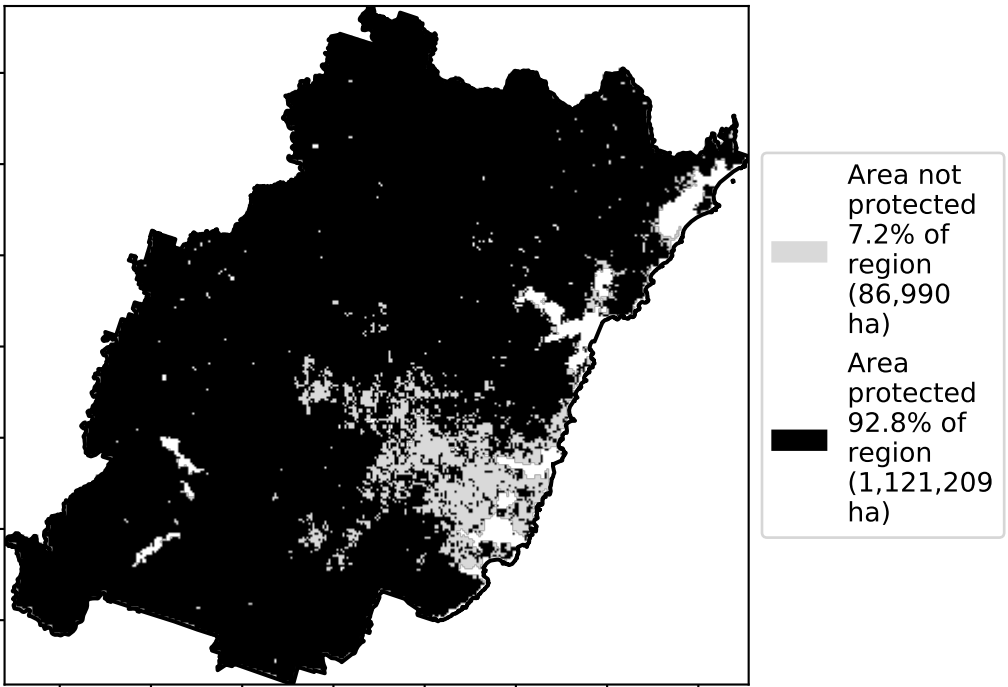 Area not
protected
7.2% of
region
(86,990
ha)
Area
protected
92.8% of
region
(1,121,209
ha)